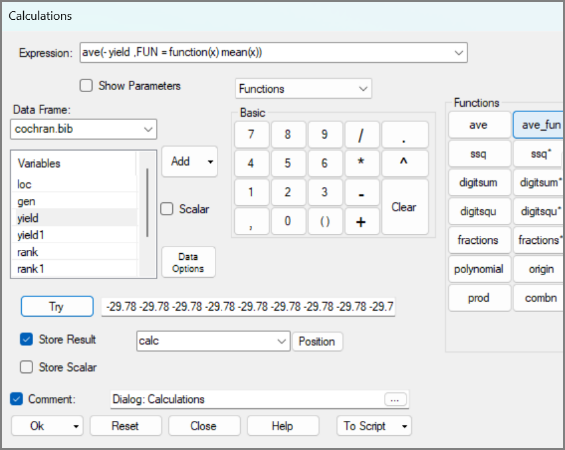 Calculations
Expression: ave(- yield ,FUN = function(x) mean(x))
Show Parameters Functions
Data Frame:
cochran.bib
Variables
loc
gen
yield
yield1
rank
rank1
Add
Scalar
Data
Options
Basic
7 8 9 / .
4 5 6 * ^
1 2 3 - Clear
, 0 ( ) +
Functions
ave ave_fun
ssq ssq*
digitsum digitsum*
digitsqu digitsqu*
fractions fractions*
polynomial origin
prod combn
Try -29.78 -29.78 -29.78 -29.78 -29.78 -29.78 -29.78 -29.78 -29.7
Store Result calc Position
Store Scalar
Comment: Dialog: Calculations ...
Ok Reset Close Help To Script